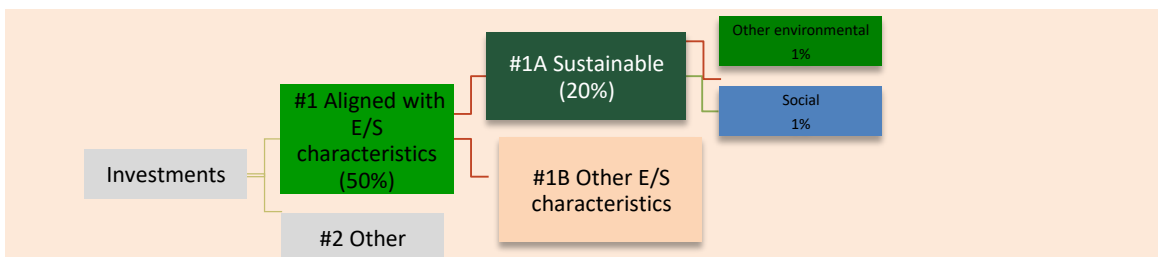 Other environmental
1%
#1A Sustainable
(20%)
Social
1%
#1 Aligned with
E/S
characteristics
(50%)
Investments
#1B Other E/S
characteristics
#2 Other